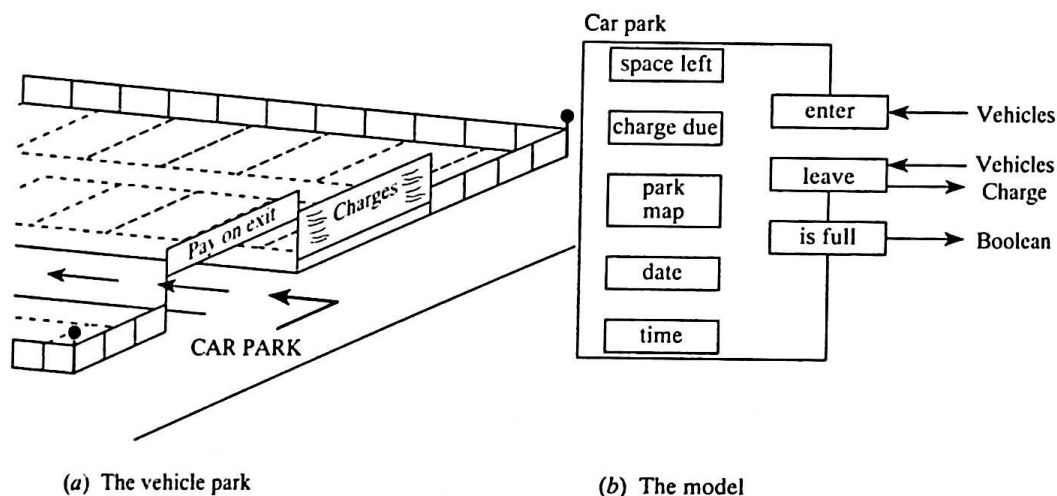 Pay on exit
Charges
CAR PARK
(a) The vehicle park
Car park
space left
charge due
park
map
date
time
enter
leave
is full
Vehicles
Vehicles
Charge
Boolean
(b) The model